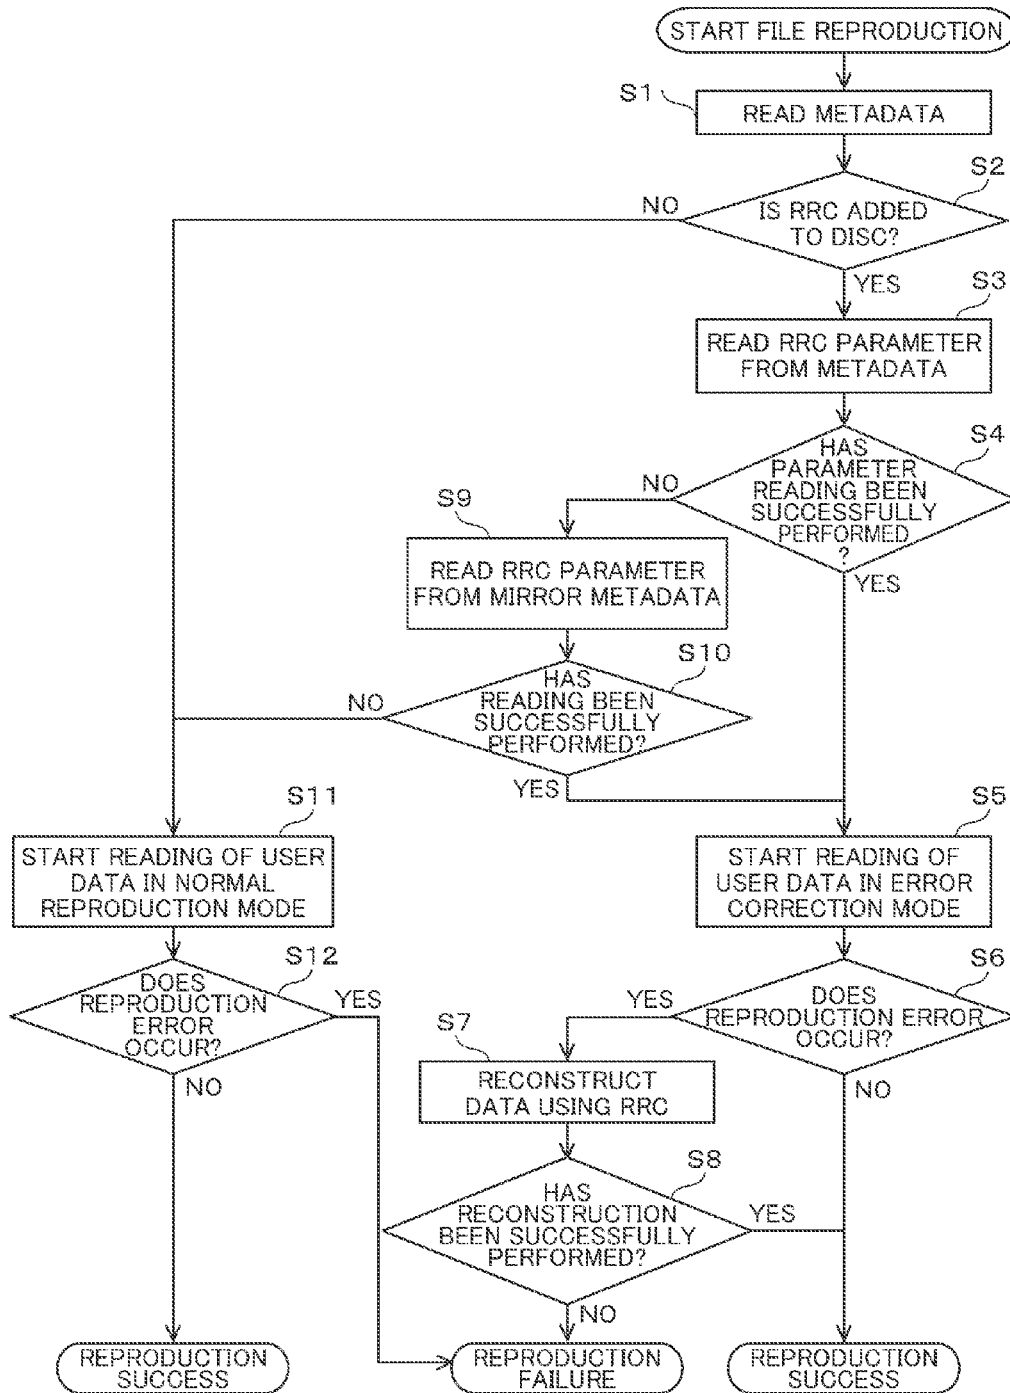 START FILE REPRODUCTION
S1
READ METADATA
S2
NO
IS RRC ADDED
TO DISC?
YES
S3
READ RRC PARAMETER
FROM METADATA
S4
HAS
PARAMETER
READING BEEN
SUCCESSFULLY
PERFORMED
?
NO
YES
S9
READ RRC PARAMETER
FROM MIRROR METADATA
S10
HAS
READING BEEN
SUCCESSFULLY
PERFORMED?
NO
YES
S11
START READING OF USER
DATA IN NORMAL
REPRODUCTION MODE
S5
START READING OF
USER DATA IN ERROR
CORRECTION MODE
S12
DOES
REPRODUCTION
ERROR
OCCUR?
YES
NO
S6
DOES
REPRODUCTION ERROR
OCCUR?
YES
NO
S7
RECONSTRUCT
DATA USING RRC
S8
HAS
RECONSTRUCTION
BEEN SUCCESSFULLY
PERFORMED?
YES
NO
REPRODUCTION
SUCCESS
REPRODUCTION
FAILURE
REPRODUCTION
SUCCESS